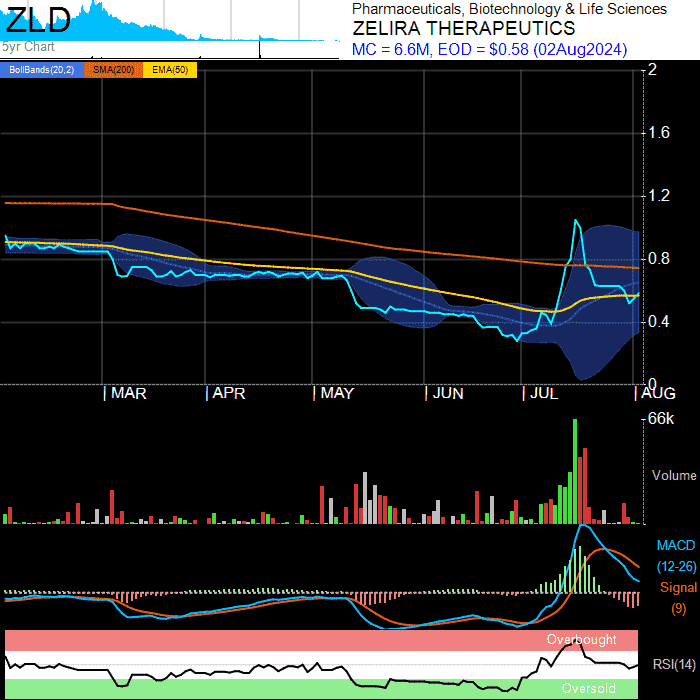 ZLD
5yr Chart
Pharmaceuticals, Biotechnology & Life Sciences
ZELIRA THERAPEUTICS
MC = 6.6M, EOD = $0.58 (02Aug2024)
BollBands(20,2) SMA(200) EMA(50)
2
1.6
1.2
0.8
0.4
0
MAR APR MAY JUN JUL AUG
66k
Volume
MACD
(12-26)
Signal
(9)
Overbought
RSI(14)
Oversold